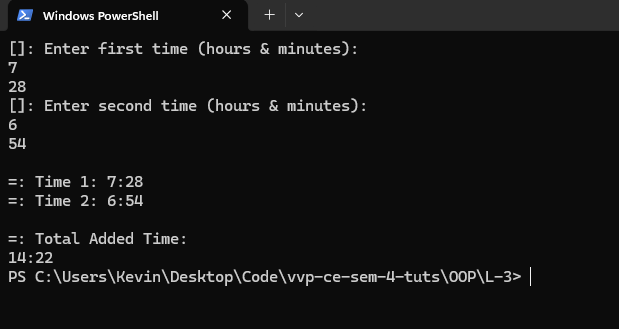 Windows PowerShell
[]: Enter first time (hours & minutes):
7
28
[]: Enter second time (hours & minutes):
6
54
=: Time 1: 7:28
=: Time 2: 6:54
=: Total Added Time:
14:22
PS C:\Users\Kevin\Desktop\Code\vvp-ce-sem-4-tuts\OOP\L-3>